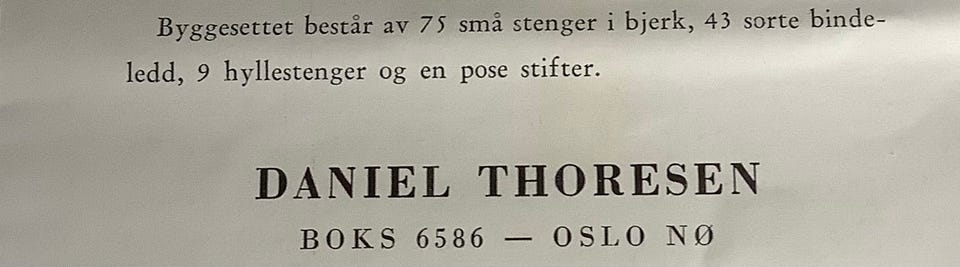 Byggesettet består av 75 små stenger i bjerk, 43 sorte binde-
ledd, 9 hyllestenger og en pose stifter.
DANIEL THORESEN
BOKS 6586 — OSLO NØ